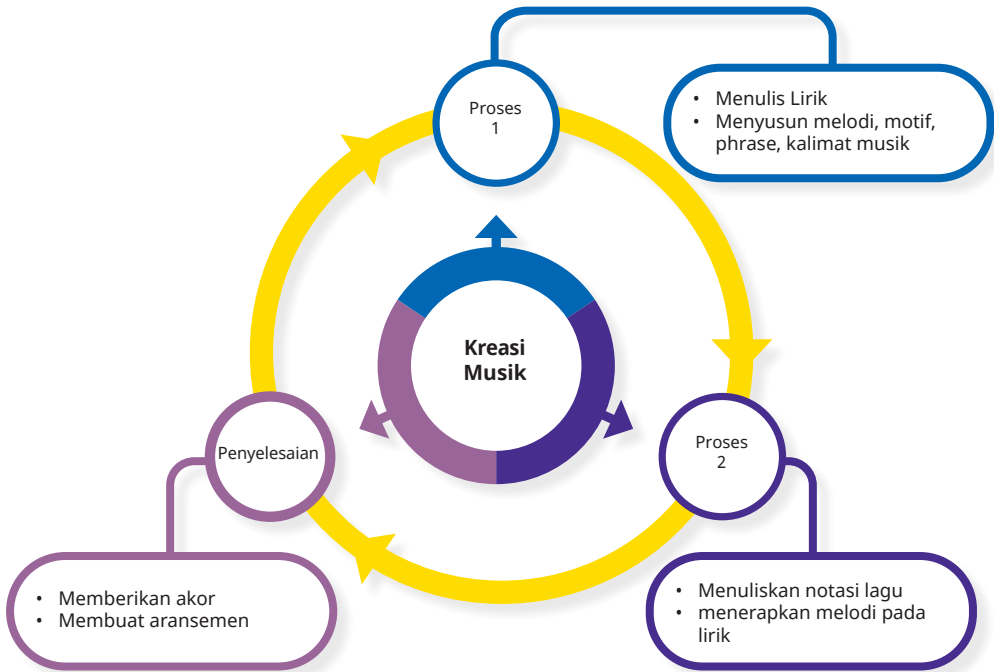 Proses
1
• Menulis Lirik
• Menyusun melodi, motif,
phrase, kalimat musik
Kreasi
Musik
Penyelesaian
Proses
2
• Memberikan akor
• Membuat aransemen
• Menuliskan notasi lagu
• menerapkan melodi pada
lirik